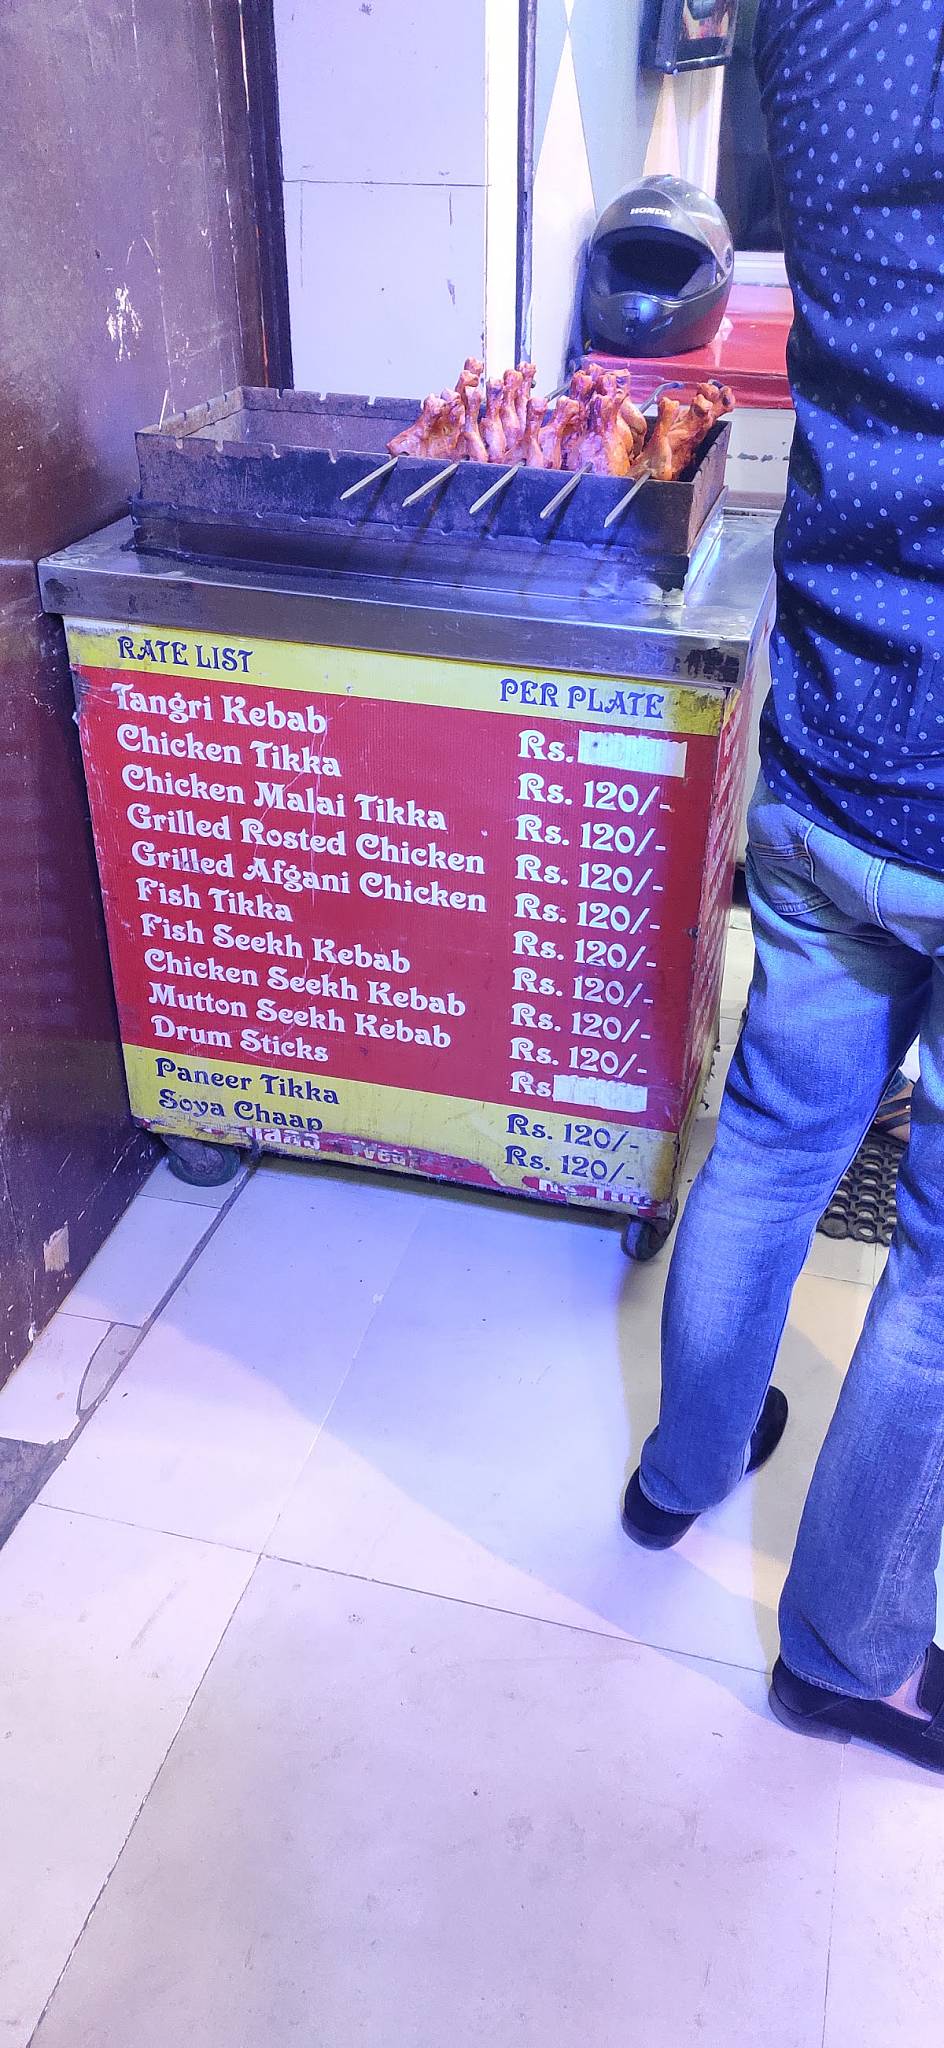 HONDA
RATE LIST PER PLATE
Tangri Kebab Rs.
Chicken Tikka Rs. 120/-
Chicken Malai Tikka Rs. 120/-
Grilled Rosted Chicken Rs. 120/-
Grilled Afgani Chicken Rs. 120/-
Fish Tikka Rs. 120/-
Fish Seekh Kebab Rs. 120/-
Chicken Seekh Kebab Rs. 120/-
Mutton Seekh Kebab Rs. 120/-
Drum Sticks Rs
Paneer Tikka Rs. 120/-
Soya Chaap Rs. 120/-